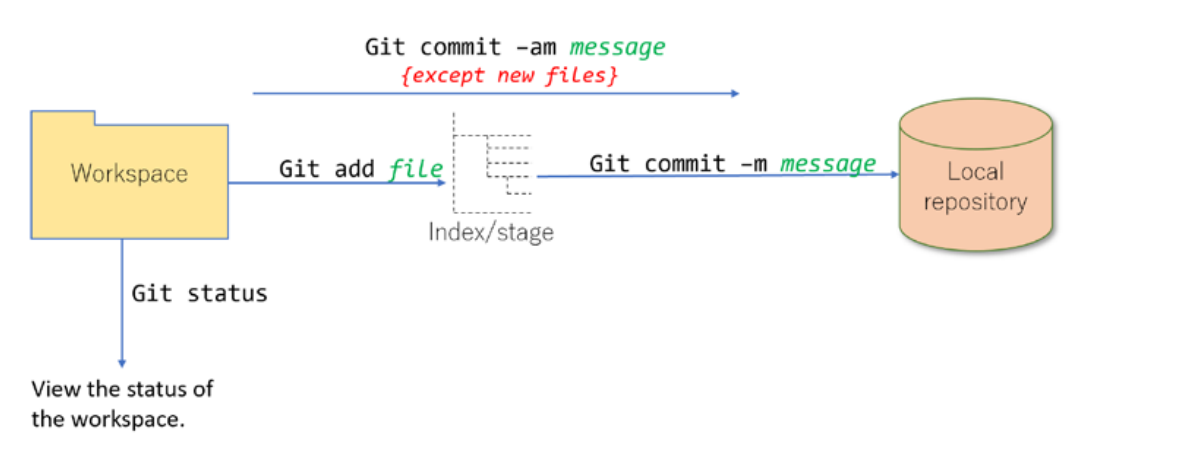 Git commit –am message
{except new files}
Workspace
Git add file
Git commit –m message
Local
repository
Index/stage
Git status
View the status of
the workspace.